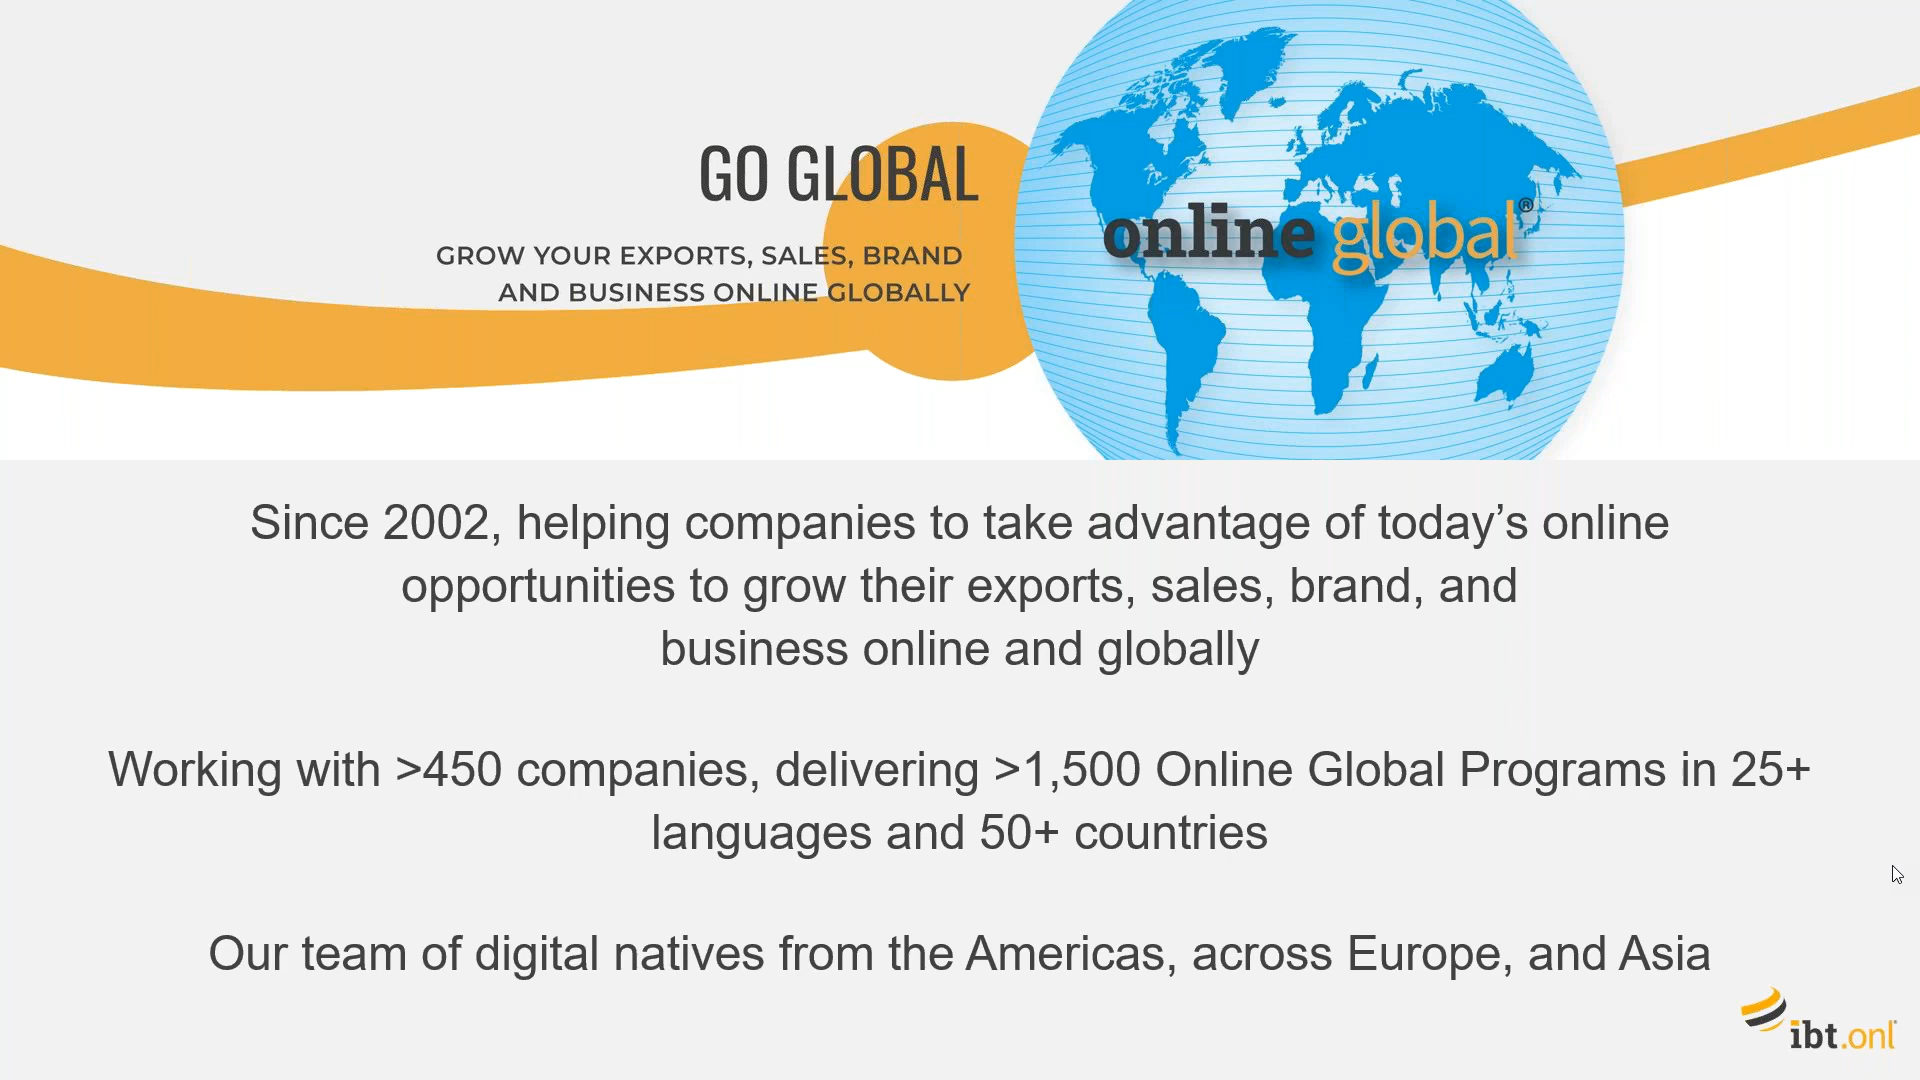 GO GLOBAL
GROW YOUR EXPORTS, SALES, BRAND
AND BUSINESS ONLINE GLOBALLY
online global®
Since 2002, helping companies to take advantage of today’s online
opportunities to grow their exports, sales, brand, and
business online and globally
Working with >450 companies, delivering >1,500 Online Global Programs in 25+
languages and 50+ countries
Our team of digital natives from the Americas, across Europe, and Asia
ibt.onl